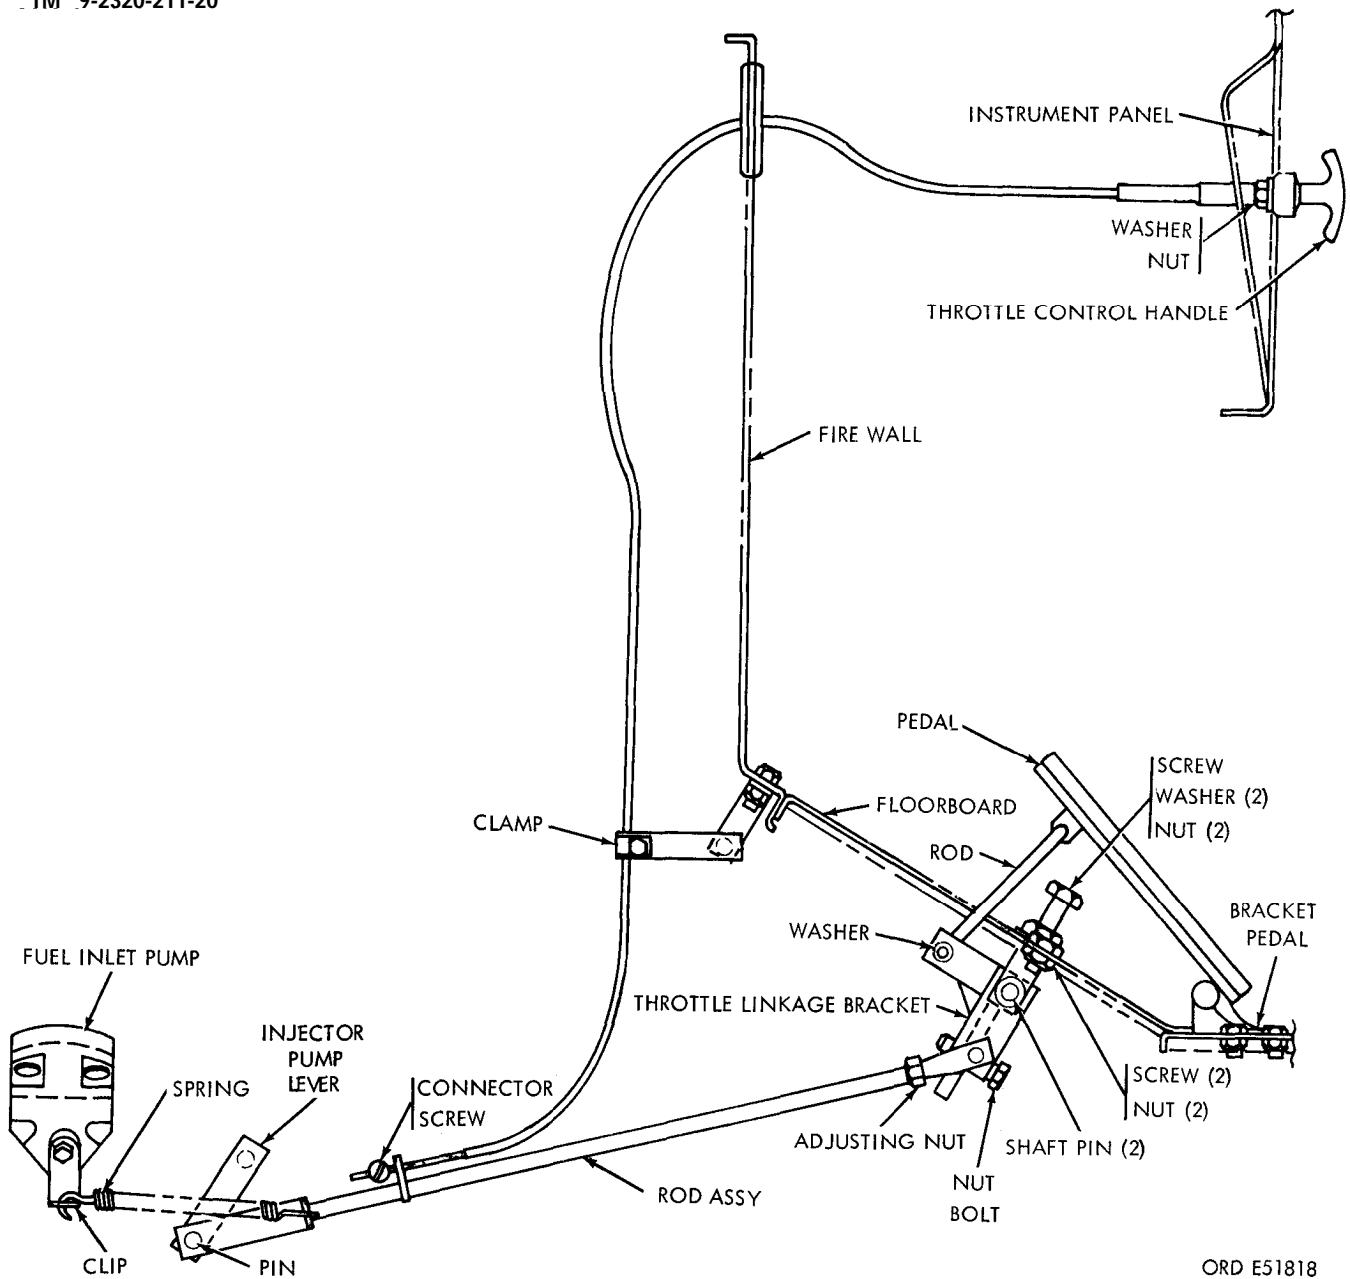 TM 9-2320-211-20
INSTRUMENT PANEL
WASHER
NUT
THROTTLE CONTROL HANDLE
FIRE WALL
PEDAL
SCREW
WASHER (2)
NUT (2)
FLOORBOARD
CLAMP
ROD
BRACKET
PEDAL
WASHER
FUEL INLET PUMP
THROTTLE LINKAGE BRACKET
INJECTOR
PUMP
LEVER
SPRING
CONNECTOR
SCREW
SCREW (2)
NUT (2)
ADJUSTING NUT
SHAFT PIN (2)
NUT
BOLT
ROD ASSY
CLIP
PIN
ORD E51818